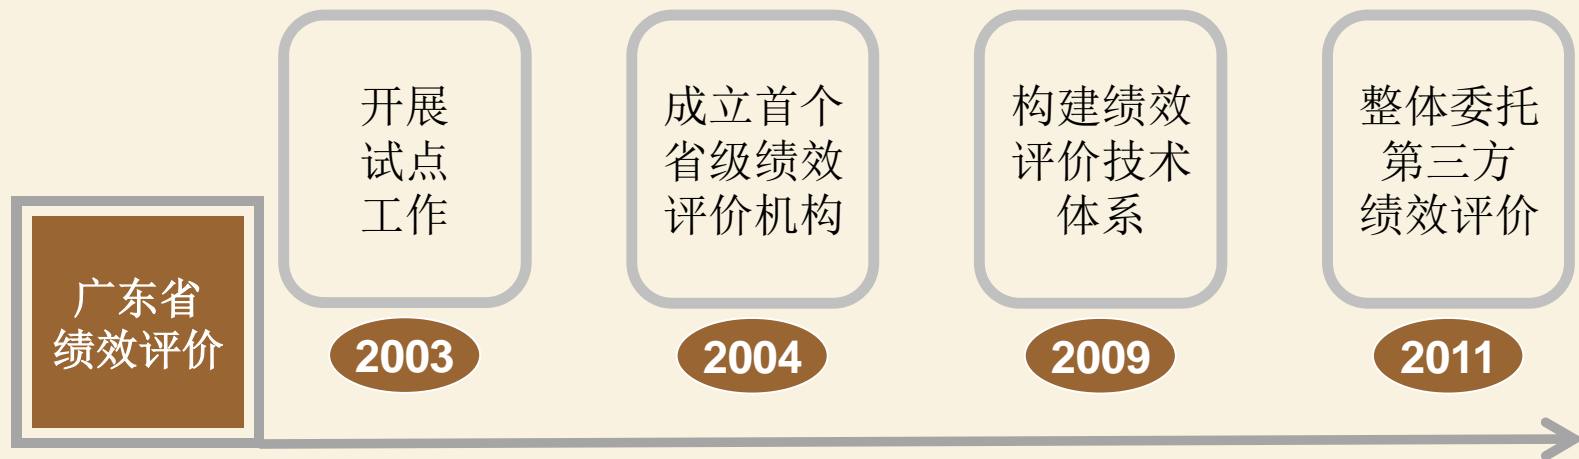 广东省
绩效评价
开展
试点
工作
2003
成立首个
省级绩效
评价机构
2004
构建绩效
评价技术
体系
2009
整体委托
第三方
绩效评价
2011